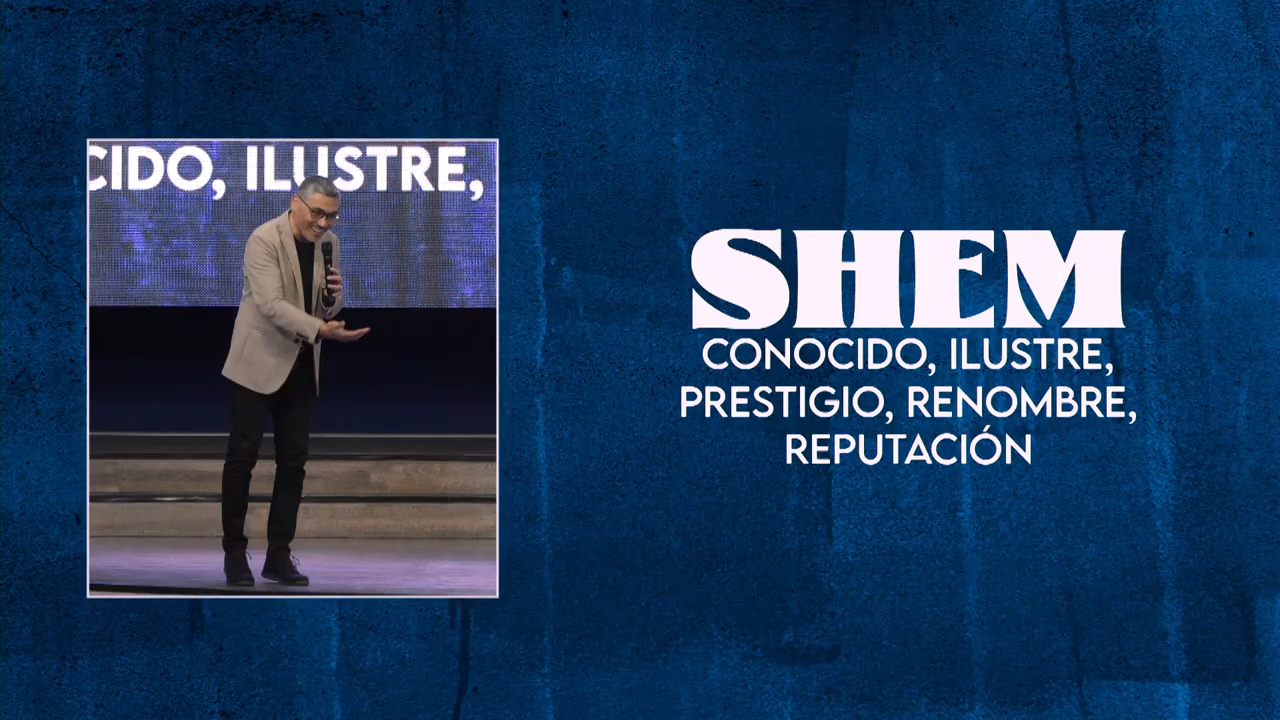 CIDO, ILUSTRE,
SHEM
CONOCIDO, ILUSTRE,
PRESTIGIO, RENOMBRE,
REPUTACIÓN